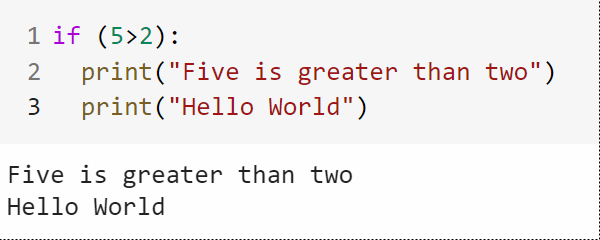 1 if (5>2):
2   print("Five is greater than two")
3   print("Hello World")
Five is greater than two
Hello World